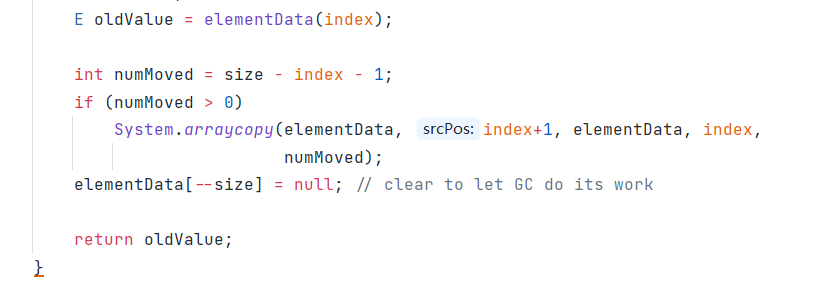 E oldValue = elementData(index);
int numMoved = size - index - 1;
if (numMoved > 0)
System.arraycopy(elementData, srcPos: index+1, elementData, index,
numMoved);
elementData[--size] = null; // clear to let GC do its work
return oldValue;
}